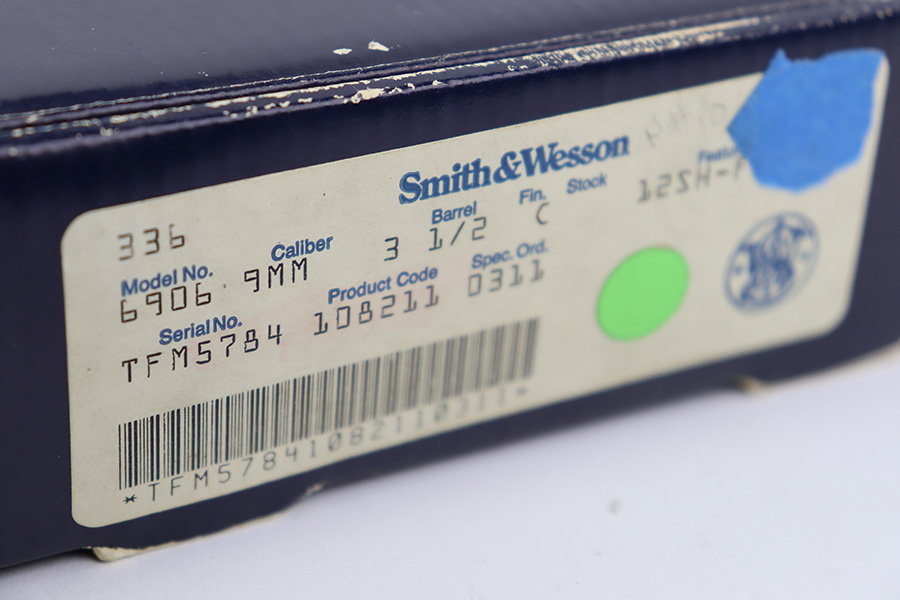 Smith & Wesson
336
Model No. Caliber Barrel Fin. Stock
6906 9MM 3 1/2 C 12SH-
Serial No. Product Code Spec. Ord.
TFM5784 108211 0311
*TFM57841082110311*